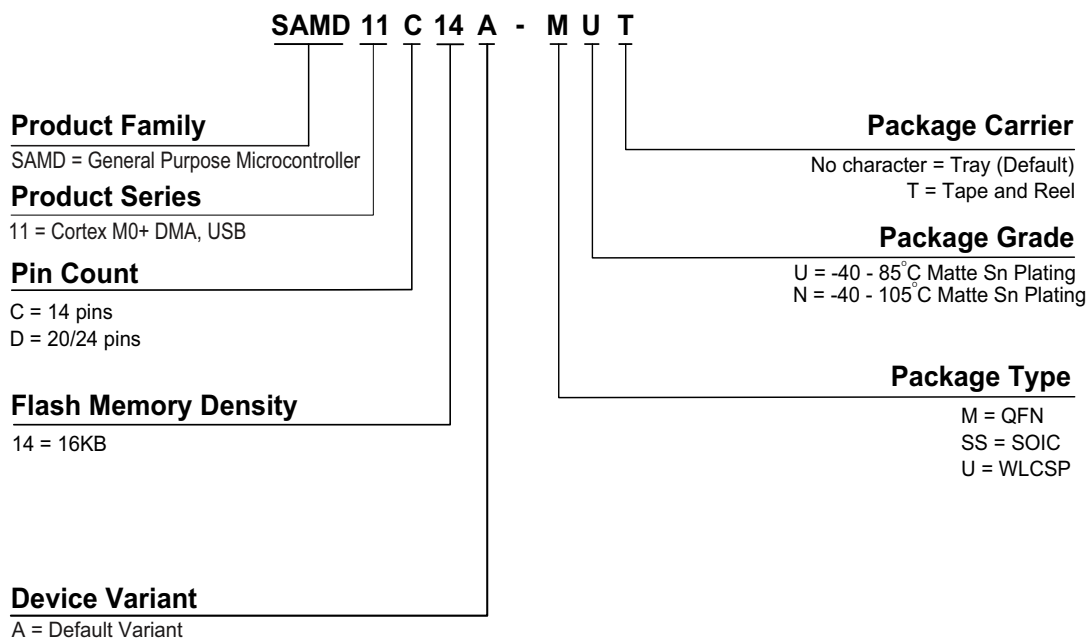 SAMD 11 C 14 A - M U T
Product Family
SAMD = General Purpose Microcontroller
Product Series
11 = Cortex M0+ DMA, USB
Pin Count
C = 14 pins
D = 20/24 pins
Flash Memory Density
14 = 16KB
Device Variant
A = Default Variant
Package Carrier
No character = Tray (Default)
T = Tape and Reel
Package Grade
U = -40 - 85°C Matte Sn Plating
N = -40 - 105°C Matte Sn Plating
Package Type
M = QFN
SS = SOIC
U = WLCSP